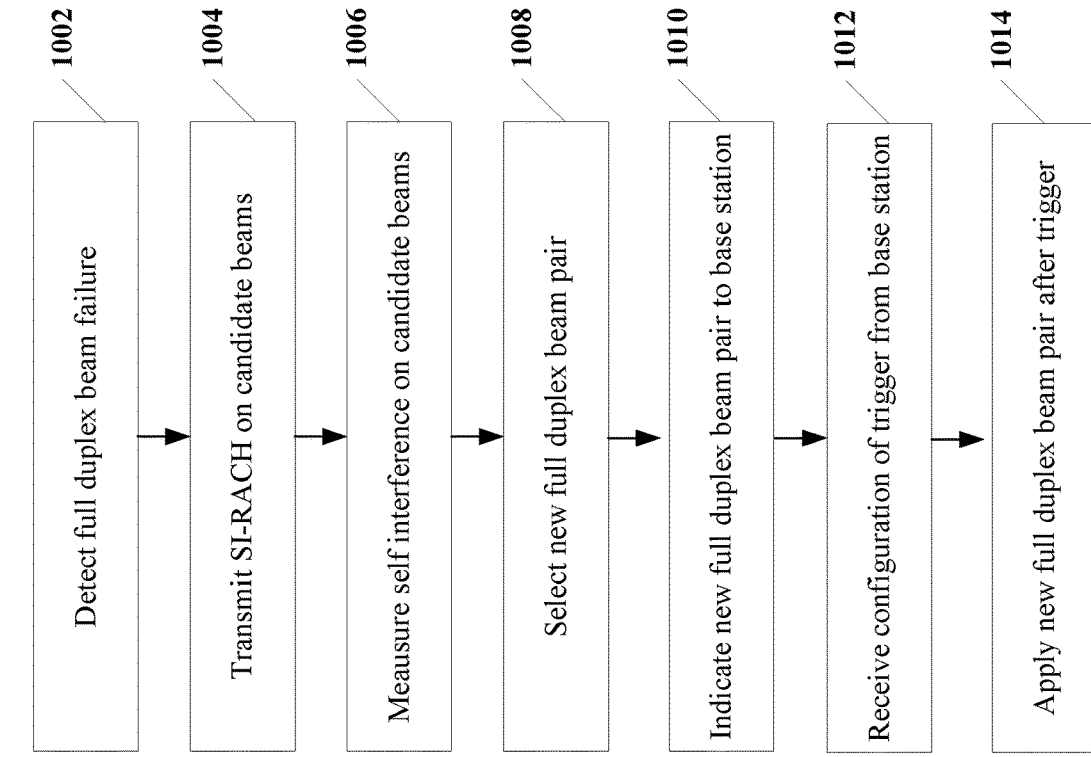 Detect full duplex beam failure
1002
Transmit SI-RACH on candidate beams
1004
Meausure self interference on candidate beams
1006
Select new full duplex beam pair
1008
Indicate new full duplex beam pair to base station
1010
Receive configuration of trigger from base station
1012
Apply new full duplex beam pair after trigger
1014